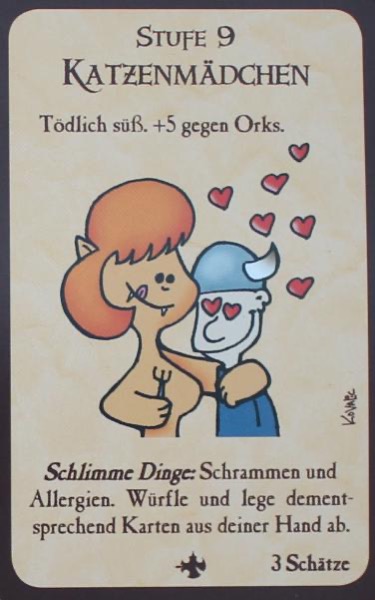 Stufe 9
Katzenmädchen
Tödlich süß. +5 gegen Orks.
Kovalic
Schlimme Dinge: Schrammen und
Allergien. Würfle und lege dement-
sprechend Karten aus deiner Hand ab.
3 Schätze